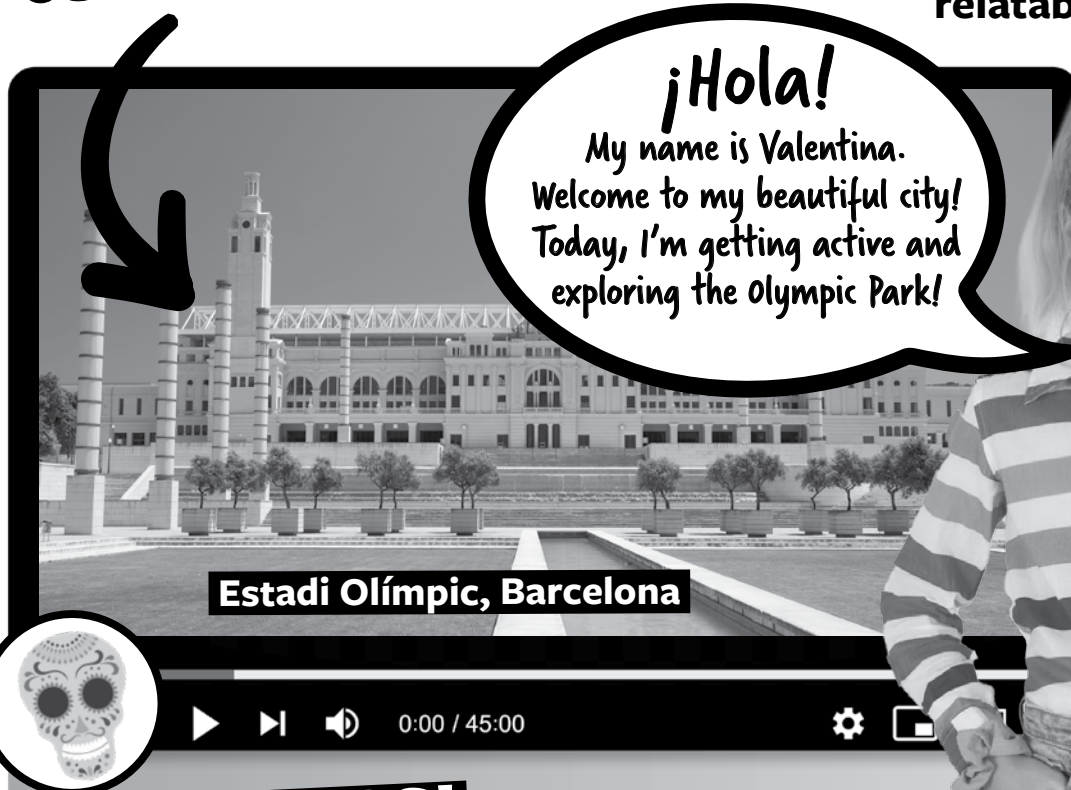 ¡Hola!
My name is Valentina.
Welcome to my beautiful city!
Today, I'm getting active and
exploring the Olympic Park!
Estadi Olímpic, Barcelona
0:00 / 45:00